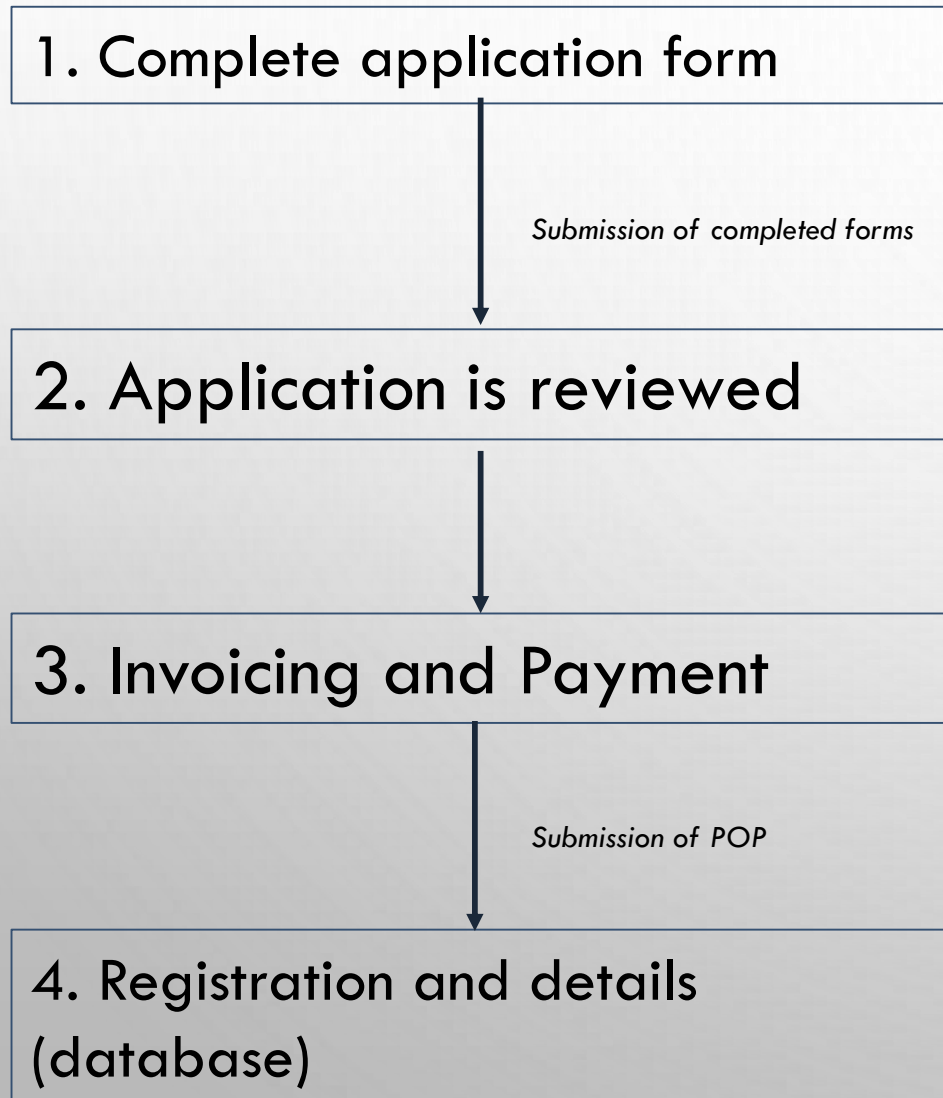 1. Complete application form
Submission of completed forms
2. Application is reviewed
3. Invoicing and Payment
Submission of POP
4. Registration and details
(database)